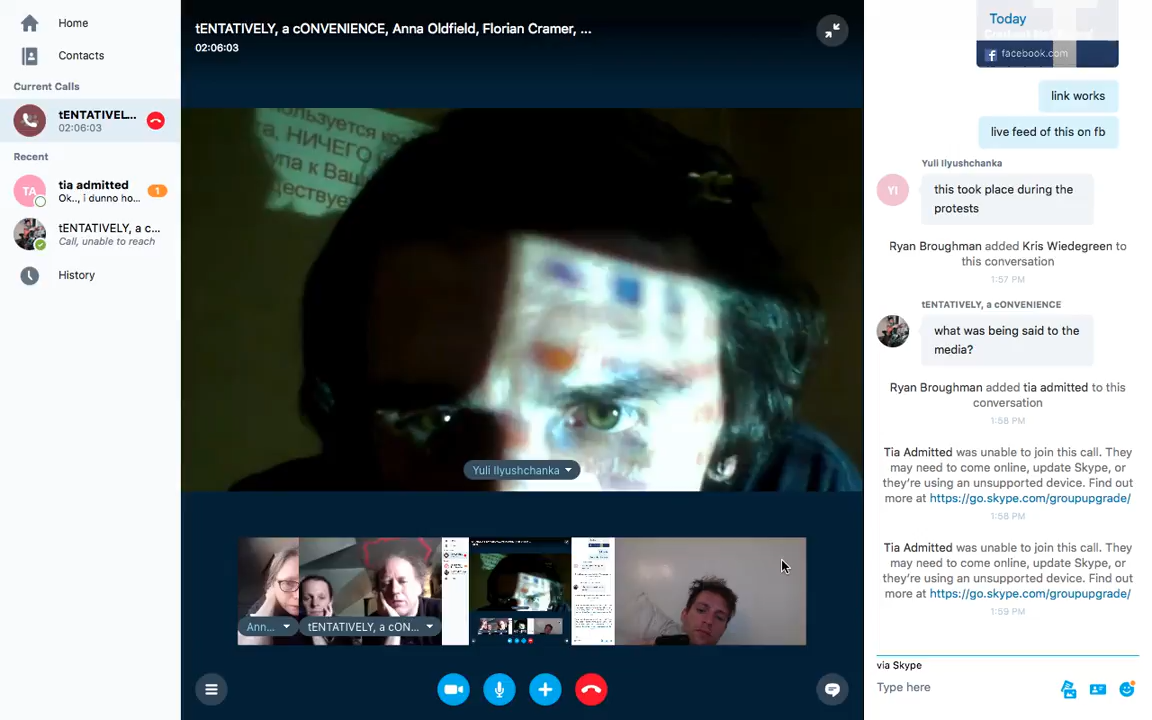 Home
Contacts
Current Calls
tENTATIVEL...
02:06:03
Recent
TA
tia admitted
Ok.., i dunno ho...
1
tENTATIVELY, a c...
Call, unable to reach
History
tENTATIVELY, a cONVENIENCE, Anna Oldfield, Florian Cramer, ...
02:06:03
НИЧЕГО
Yuli Ilyushchanka
Ann...
tENTATIVELY, a cON...
Today
facebook.com
link works
live feed of this on fb
Yuli Ilyushchanka
YI
this took place during the
protests
Ryan Broughman added Kris Wiedegreen to
this conversation
1:57 PM
tENTATIVELY, a cONVENIENCE
what was being said to the
media?
Ryan Broughman added tia admitted to this
conversation
1:58 PM
Tia Admitted was unable to join this call. They
may need to come online, update Skype, or
they're using an unsupported device. Find out
more at https://go.skype.com/groupupgrade/
1:58 PM
Tia Admitted was unable to join this call. They
may need to come online, update Skype, or
they're using an unsupported device. Find out
more at https://go.skype.com/groupupgrade/
1:59 PM
via Skype
Type here